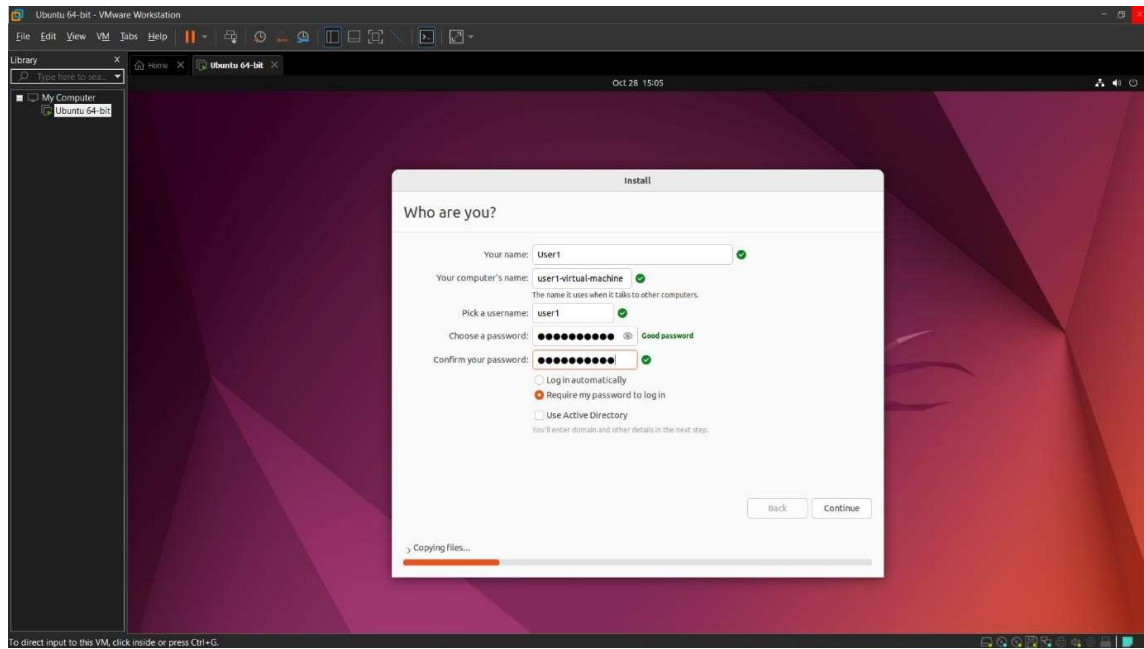 Ubuntu 64-bit - VMware Workstation
File Edit View VM Tabs Help
Library X
Home X Ubuntu 64-bit X
Type here to sea...
Oct 28 15:05
My Computer
Ubuntu 64-bit
Install
Who are you?
Your name: User1
Your computer's name: user1-virtual-machine
The name it uses when it talks to other computers.
Pick a username: user1
Choose a password: ●●●●●●●●●● Good password
Confirm your password: ●●●●●●●●●●
Log in automatically
Require my password to log in
Use Active Directory
You'll enter domain and other details in the next step.
Back Continue
Copying files...
To direct input to this VM, click inside or press Ctrl+G.